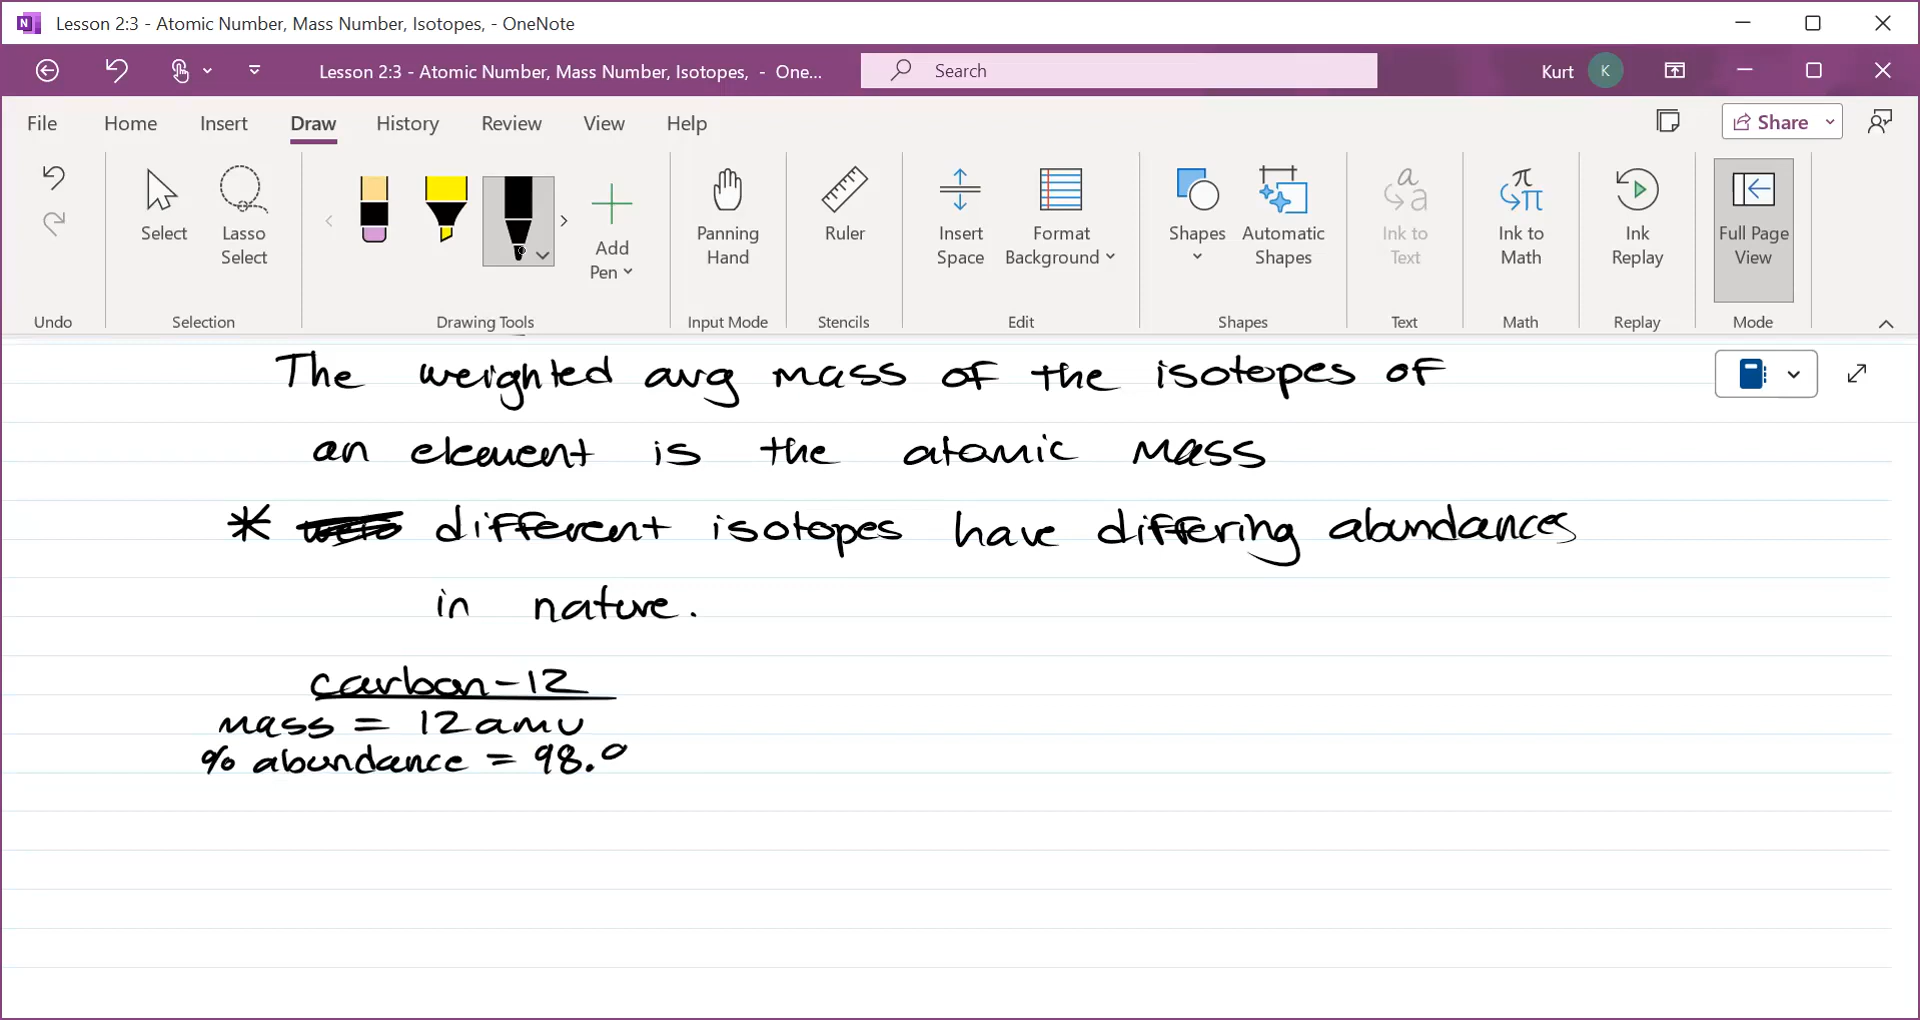 Lesson 2:3 - Atomic Number, Mass Number, Isotopes, - OneNote
Lesson 2:3 - Atomic Number, Mass Number, Isotopes, - One...
Search
Kurt K
File Home Insert Draw History Review View Help
Share
Select
Lasso Select
Add Pen
Panning Hand
Ruler
Insert Space
Format Background
Shapes
Automatic Shapes
Ink to Text
Ink to Math
Ink Replay
Full Page View
Undo Selection Drawing Tools Input Mode Stencils Edit Shapes Text Math Replay Mode
The weighted avg mass of the isotopes of
an element is the atomic mass
* different isotopes have differing abundances
in nature.
carbon-12
mass = 12amu
% abundance = 98.